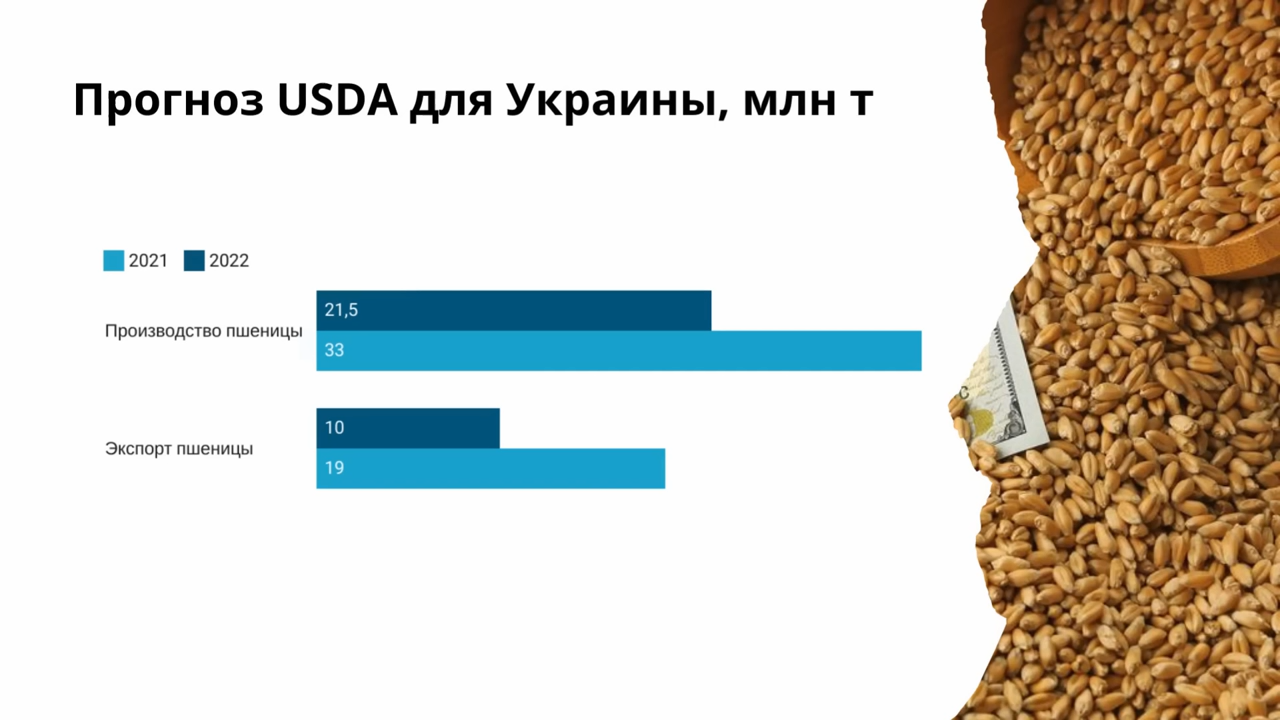 Прогноз USDA для Украины, млн т
2021 2022
Производство пшеницы
21,5
33
Экспорт пшеницы
10
19